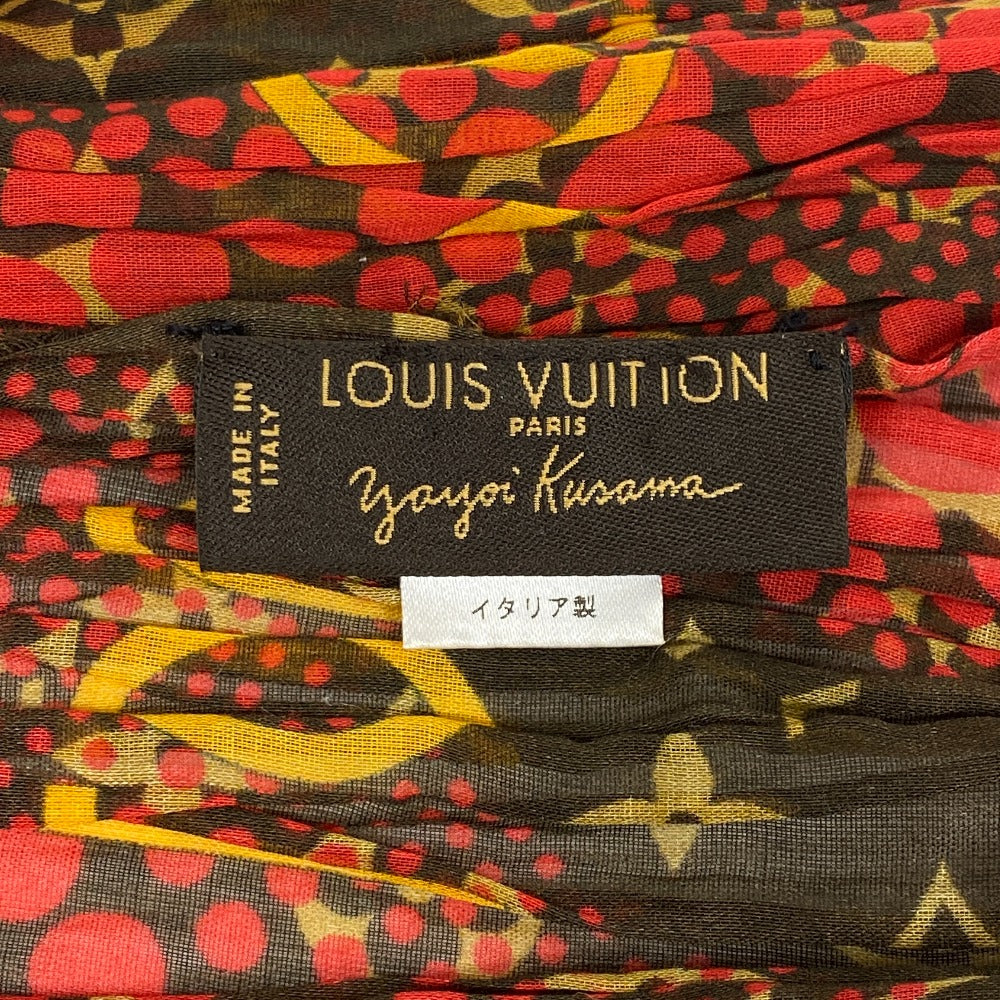 LOUIS VUITTON
PARIS
Yayoi Kusama
MADE IN
ITALY
イタリア製